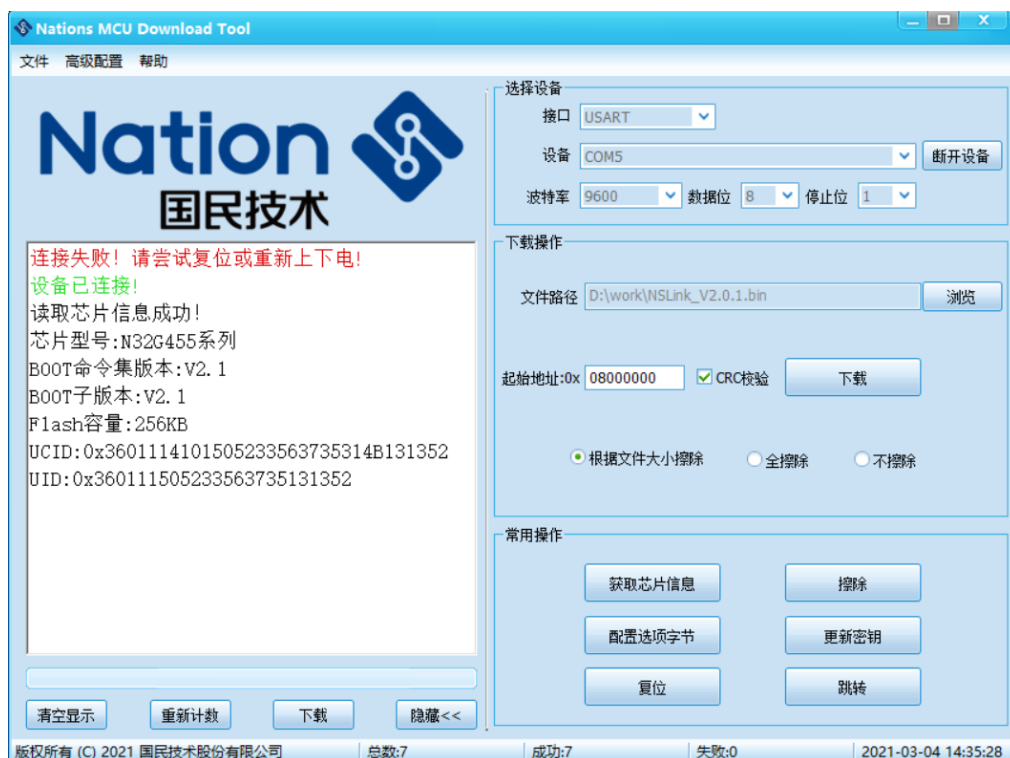 Nations MCU Download Tool
文件 高级配置 帮助
Nation
国民技术
连接失败! 请尝试复位或重新上下电!
设备已连接!
读取芯片信息成功!
芯片型号:N32G455系列
BOOT命令集版本:V2.1
BOOT子版本:V2.1
Flash容量:256KB
UCID:0x36011141015052335637353 14B131352
UID:0x3601115052335637351 31352
清空显示 重新计数 下载 隐藏<<
选择设备
接口 USART
设备 COM5 断开设备
波特率 9600 数据位 8 停止位 1
下载操作
文件路径 D:\work\NSLink_V2.0.1.bin 浏览
起始地址:0x 08000000 CRC校验 下载
根据文件大小擦除 全擦除 不擦除
常用操作
获取芯片信息 擦除
配置选项字节 更新密钥
复位 跳转
版权所有 (C) 2021 国民技术股份有限公司 总数:7 成功:7 失败:0 2021-03-04 14:35:28